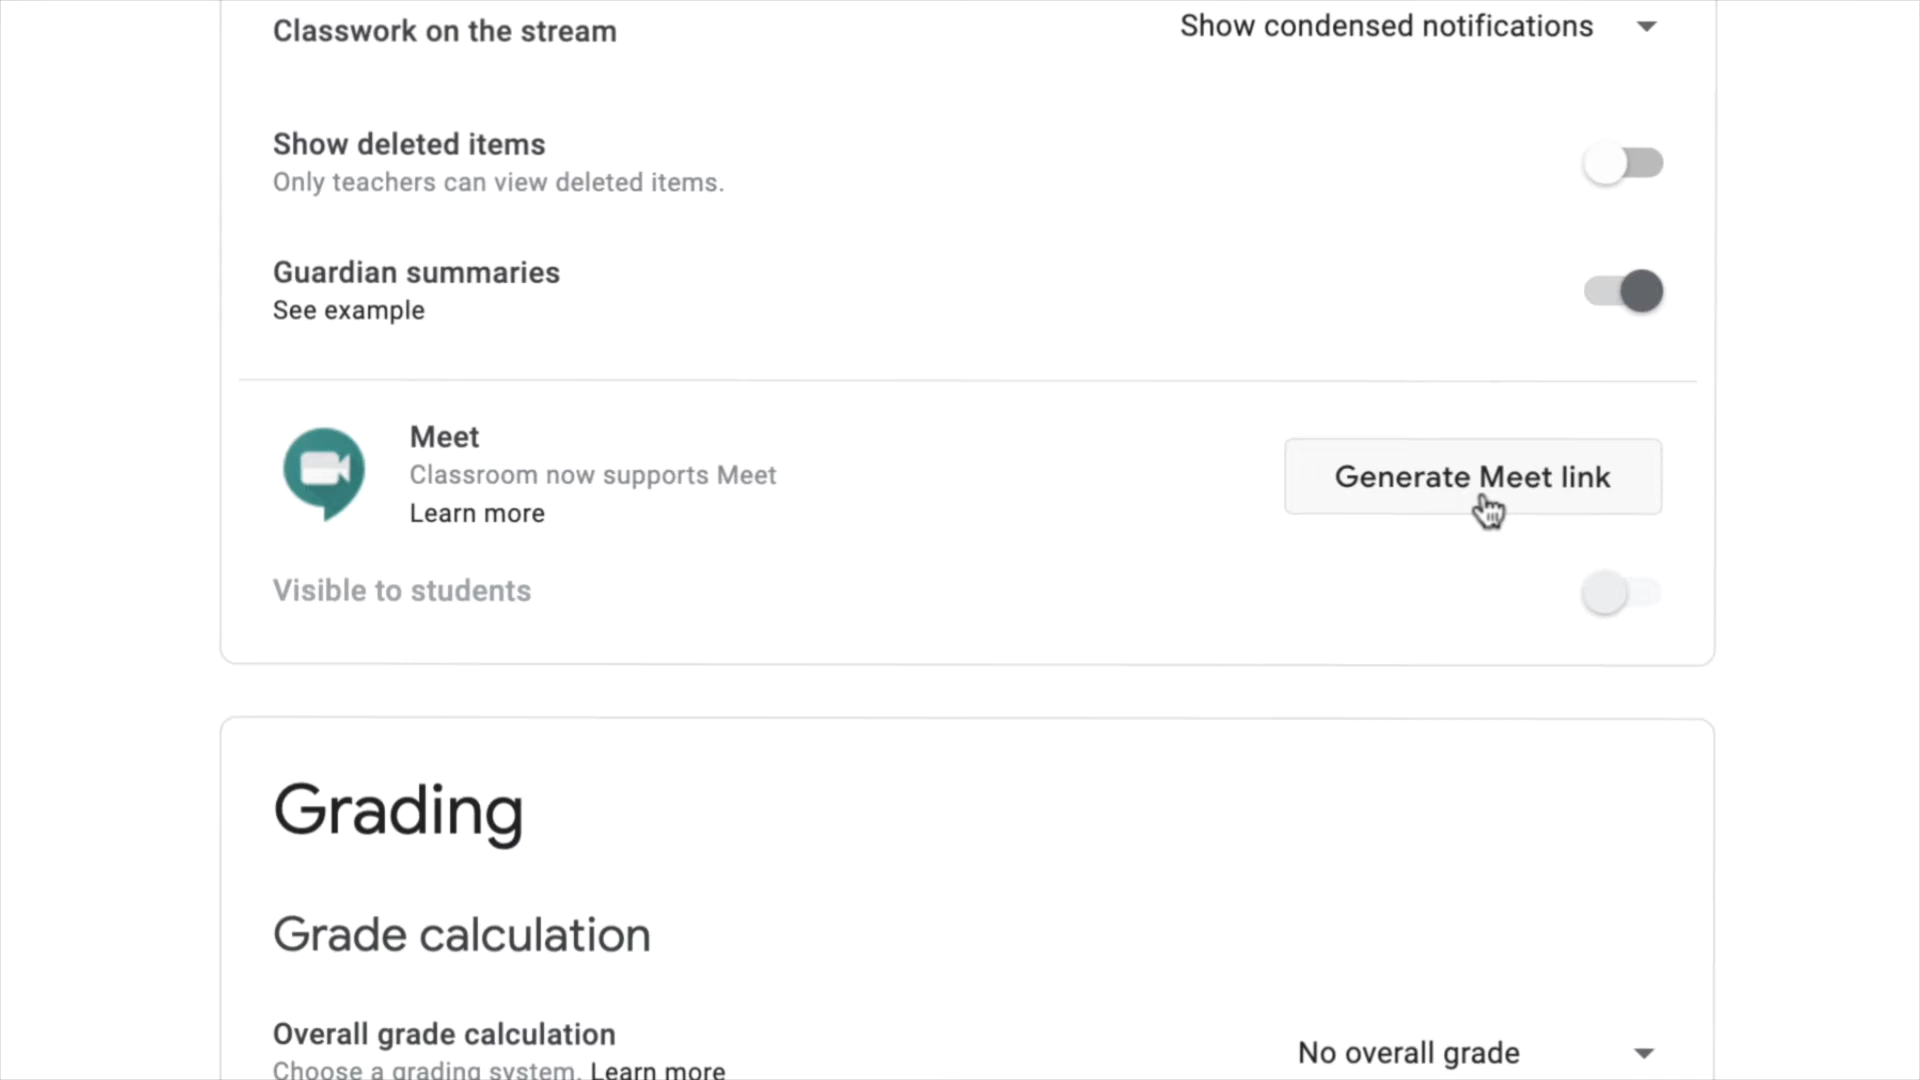 Classwork on the stream
Show condensed notifications
Show deleted items
Only teachers can view deleted items.
Guardian summaries
See example
Meet
Classroom now supports Meet
Learn more
Generate Meet link
Visible to students
Grading
Grade calculation
Overall grade calculation
Choose a grading system. Learn more
No overall grade